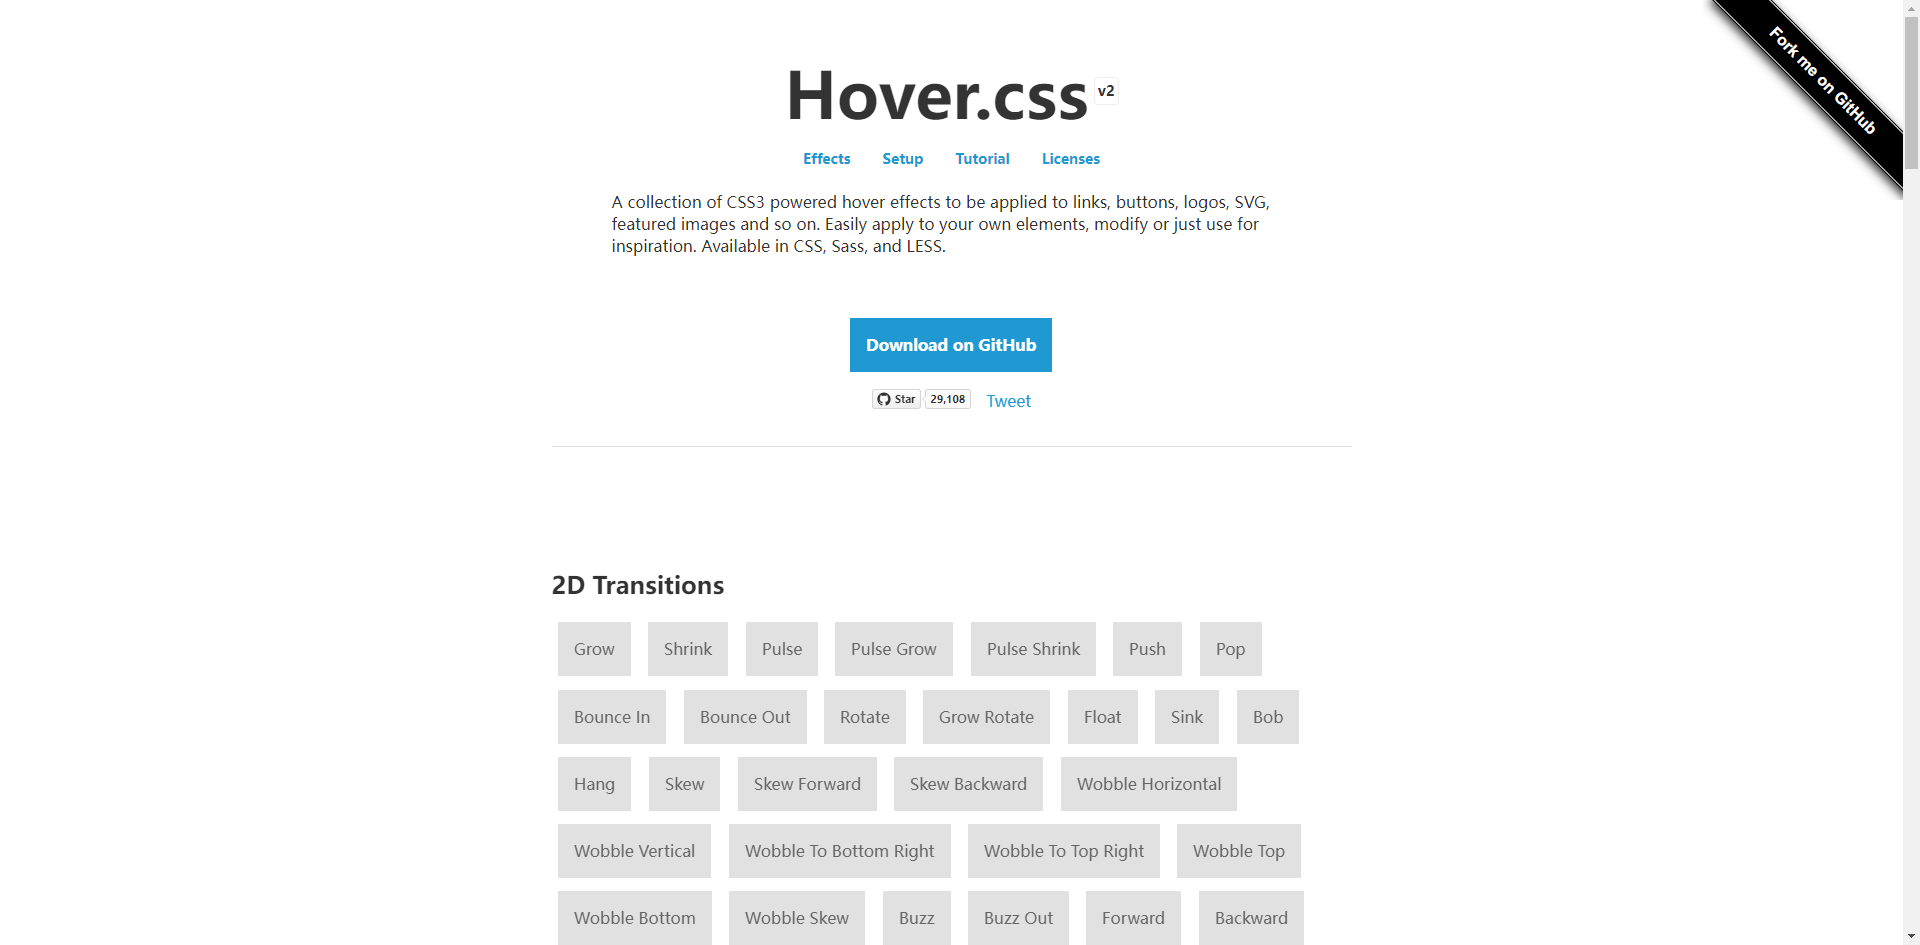 Fork me on GitHub
Hover.css v2
Effects Setup Tutorial Licenses
A collection of CSS3 powered hover effects to be applied to links, buttons, logos, SVG,
featured images and so on. Easily apply to your own elements, modify or just use for
inspiration. Available in CSS, Sass, and LESS.
Download on GitHub
Star 29,108 Tweet
2D Transitions
Grow Shrink Pulse Pulse Grow Pulse Shrink Push Pop
Bounce In Bounce Out Rotate Grow Rotate Float Sink Bob
Hang Skew Skew Forward Skew Backward Wobble Horizontal
Wobble Vertical Wobble To Bottom Right Wobble To Top Right Wobble Top
Wobble Bottom Wobble Skew Buzz Buzz Out Forward Backward